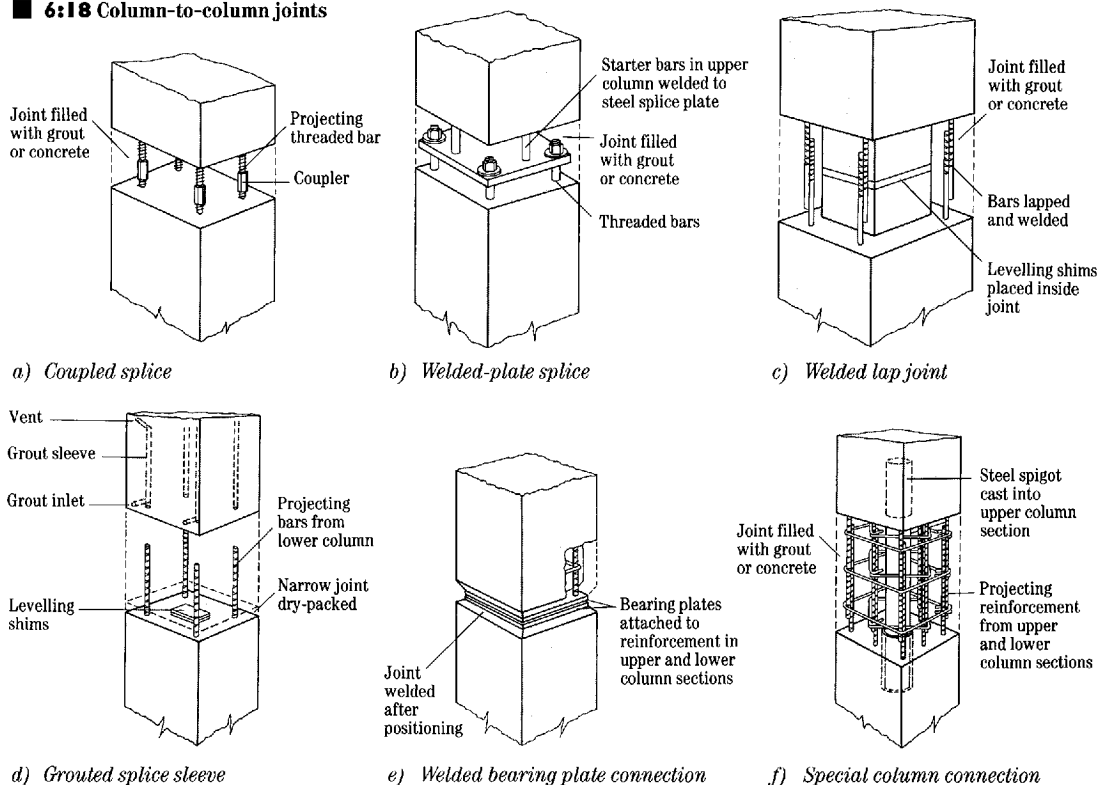 6:18 Column-to-column joints
Joint filled
with grout
or concrete
Projecting
threaded bar
Coupler
a) Coupled splice
Starter bars in upper
column welded to
steel splice plate
Joint filled
with grout
or concrete
Threaded bars
b) Welded-plate splice
Joint filled
with grout
or concrete
Bars lapped
and welded
Levelling shims
placed inside
joint
c) Welded lap joint
Vent
Grout sleeve
Grout inlet
Projecting
bars from
lower column
Levelling
shims
Narrow joint
dry-packed
d) Grouted splice sleeve
Joint
welded
after
positioning
Bearing plates
attached to
reinforcement in
upper and lower
column sections
e) Welded bearing plate connection
Steel spigot
cast into
upper column
section
Joint filled
with grout
or concrete
Projecting
reinforcement
from upper
and lower
column sections
f) Special column connection